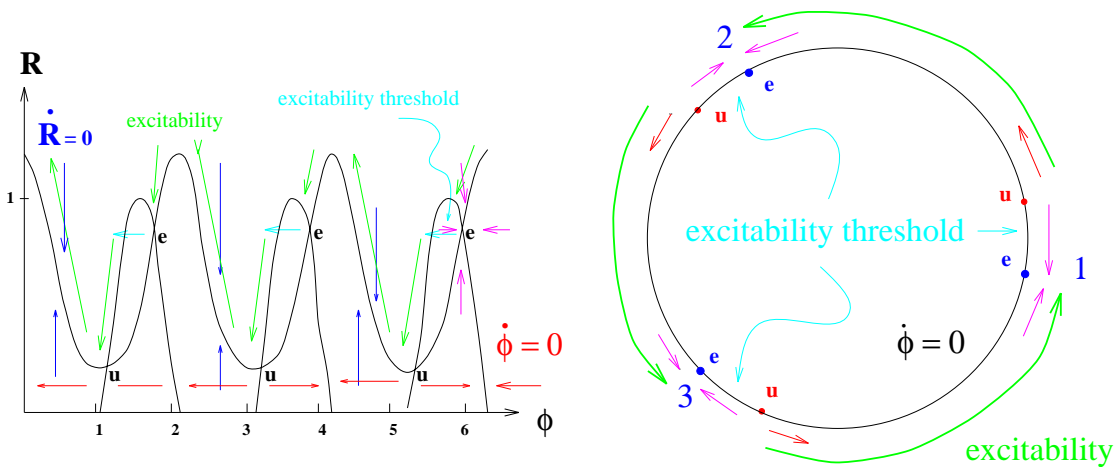 R
Ṙ = 0
excitability
excitability threshold
1
e
e
e
u
u
u
ϕ̇ = 0
1
2
3
4
5
6
ϕ
2
e
u
u
excitability threshold
e
1
ϕ̇ = 0
e
3
u
excitability